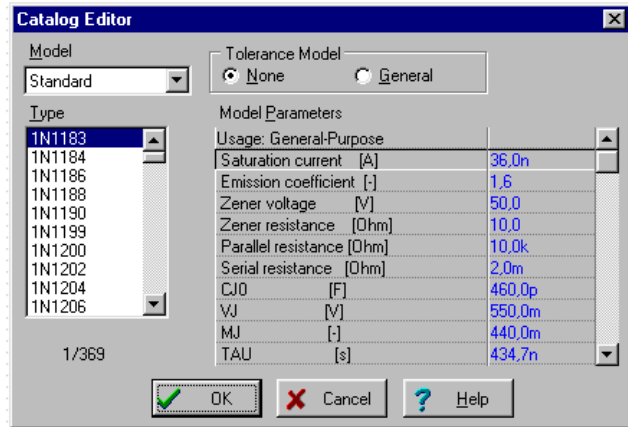 Catalog Editor
Model
Standard
Tolerance Model
None
General
Type
1N1183
1N1184
1N1186
1N1188
1N1190
1N1199
1N1200
1N1202
1N1204
1N1206
1/369
Model Parameters
Usage: General-Purpose
Saturation current [A] 36,0n
Emission coefficient [-] 1,6
Zener voltage [V] 50,0
Zener resistance [Ohm] 10,0
Parallel resistance [Ohm] 10,0k
Serial resistance [Ohm] 2,0m
CJ0 [F] 460,0p
VJ [V] 550,0m
MJ [-] 440,0m
TAU [s] 434,7n
OK
Cancel
Help